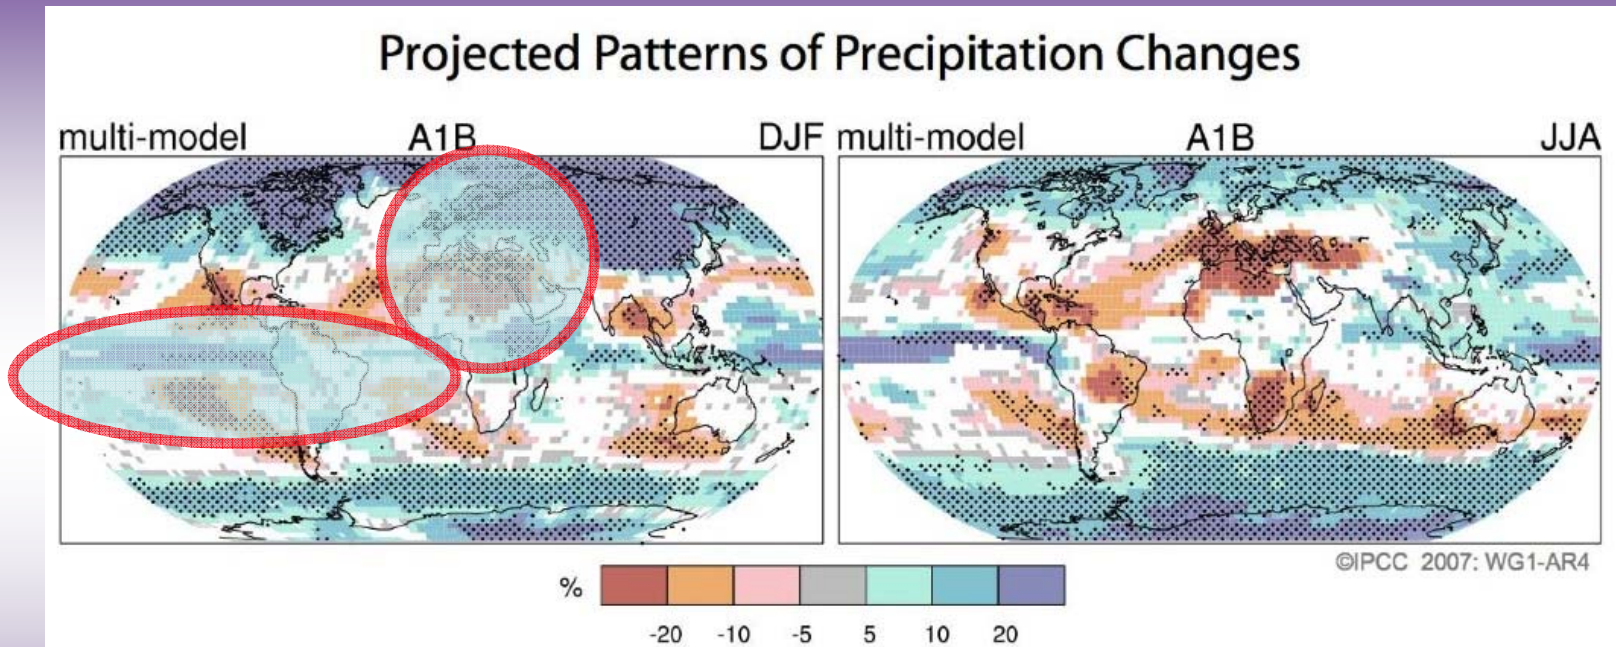 Projected Patterns of Precipitation Changes
multi-model A1B DJF
multi-model A1B JJA
©IPCC 2007: WG1-AR4
%
-20 -10 -5 5 10 20